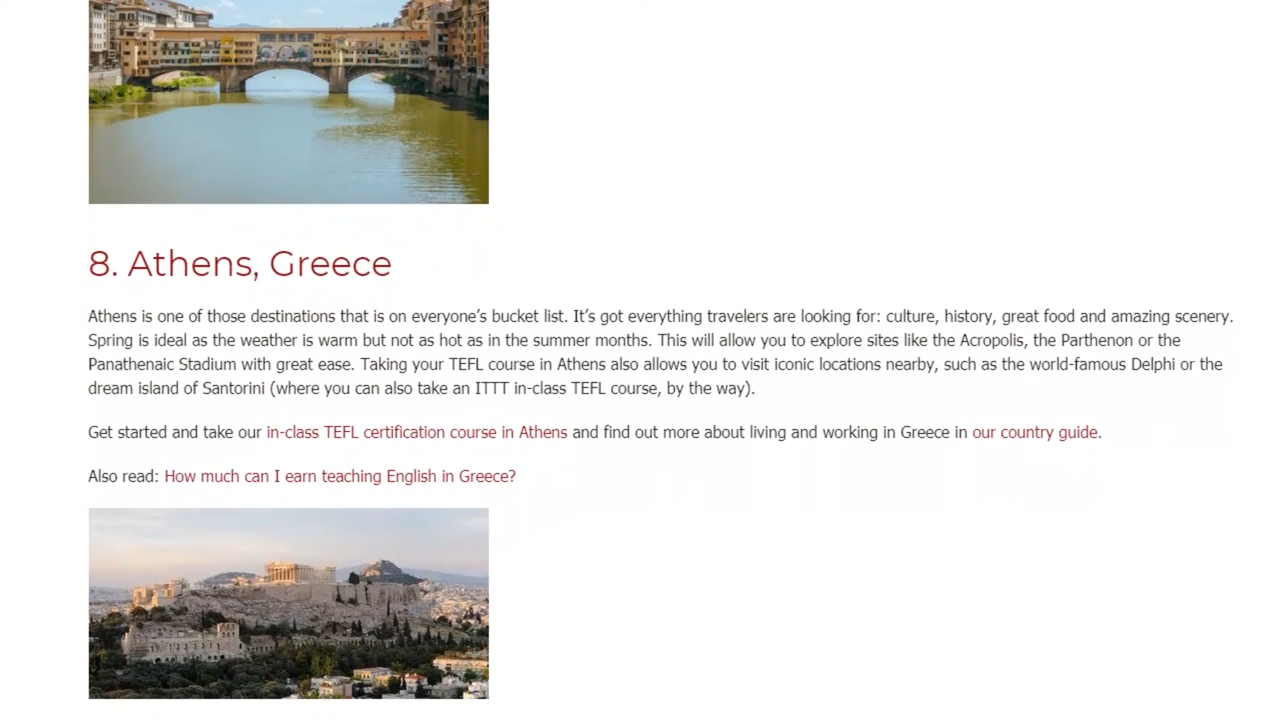 8. Athens, Greece
Athens is one of those destinations that is on everyone’s bucket list. It’s got everything travelers are looking for: culture, history, great food and amazing scenery.
Spring is ideal as the weather is warm but not as hot as in the summer months. This will allow you to explore sites like the Acropolis, the Parthenon or the
Panathenaic Stadium with great ease. Taking your TEFL course in Athens also allows you to visit iconic locations nearby, such as the world-famous Delphi or the
dream island of Santorini (where you can also take an ITTT in-class TEFL course, by the way).
Get started and take our in-class TEFL certification course in Athens and find out more about living and working in Greece in our country guide.
Also read: How much can I earn teaching English in Greece?